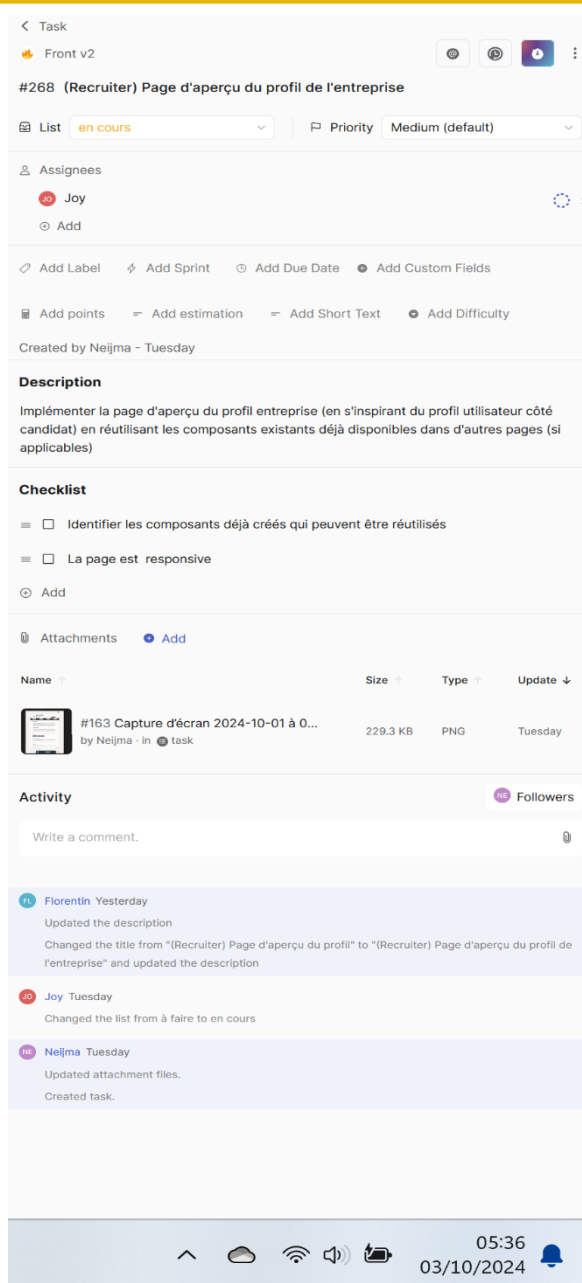 Task
Front v2
#268 (Recruiter) Page d'aperçu du profil de l'entreprise
List en cours Priority Medium (default)
Assignees
JO Joy
Add
Add Label Add Sprint Add Due Date Add Custom Fields
Add points Add estimation Add Short Text Add Difficulty
Created by Neijma - Tuesday
Description
Implémenter la page d'aperçu du profil entreprise (en s'inspirant du profil utilisateur côté
candidat) en réutilisant les composants existants déjà disponibles dans d'autres pages (si
applicables)
Checklist
Identifier les composants déjà créés qui peuvent être réutilisés
La page est responsive
Add
Attachments Add
Name Size Type Update
#163 Capture d'écran 2024-10-01 à 0... 229.3 KB PNG Tuesday
by Neijma · in task
Activity NE Followers
Write a comment.
FL Florentin Yesterday
Updated the description
Changed the title from "(Recruiter) Page d'aperçu du profil" to "(Recruiter) Page d'aperçu du profil de
l'entreprise" and updated the description
JO Joy Tuesday
Changed the list from à faire to en cours
NE Neijma Tuesday
Updated attachment files.
Created task.
05:36
03/10/2024